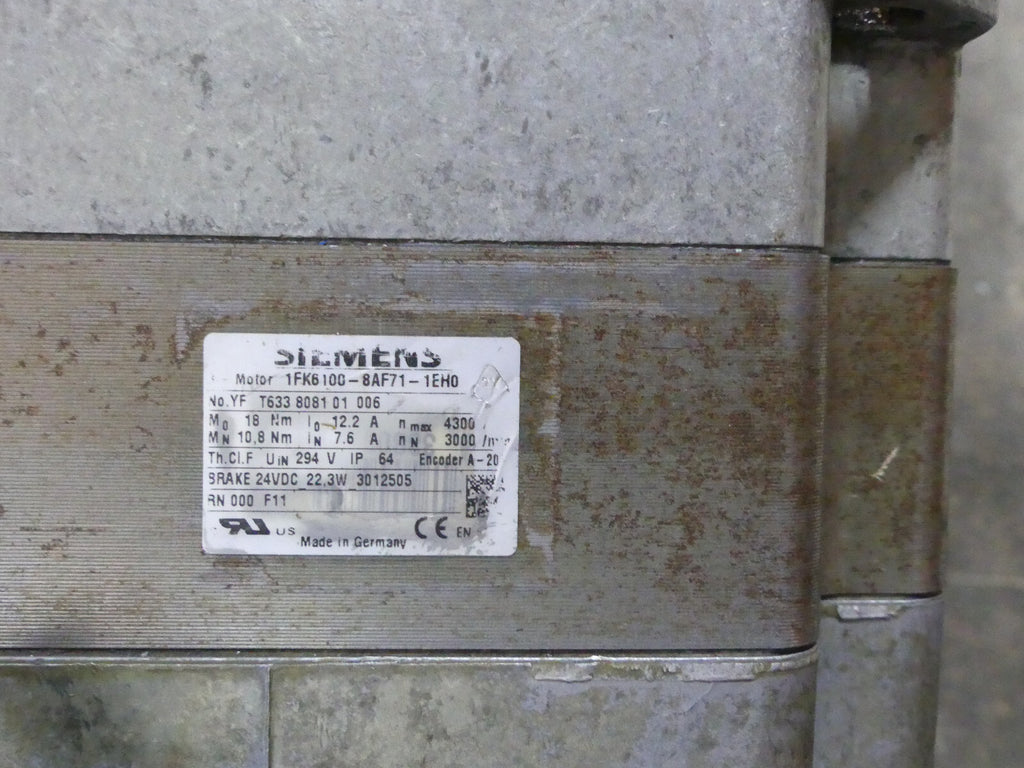 SIEMENS
Motor 1FK6100-8AF71-1EH0
No.YF T633 8081 01 006
M0 18 Nm I0 12.2 A nmax 4300
MN 10,8 Nm IN 7.6 A nN 3000 /min
Th.Cl.F UIN 294 V IP 64 Encoder A-20
BRAKE 24VDC 22,3W 3012505
RN 000 F11
US CE EN
Made in Germany